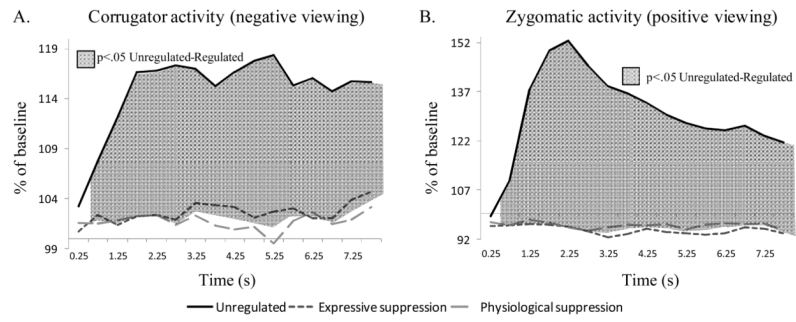 A. Corrugator activity (negative viewing)
p<.05 Unregulated-Regulated
% of baseline
119
114
109
104
99
0.25 1.25 2.25 3.25 4.25 5.25 6.25 7.25
Time (s)
B. Zygomatic activity (positive viewing)
p<.05 Unregulated-Regulated
% of baseline
152
137
122
107
92
0.25 1.25 2.25 3.25 4.25 5.25 6.25 7.25
Time (s)
Unregulated Expressive suppression Physiological suppression